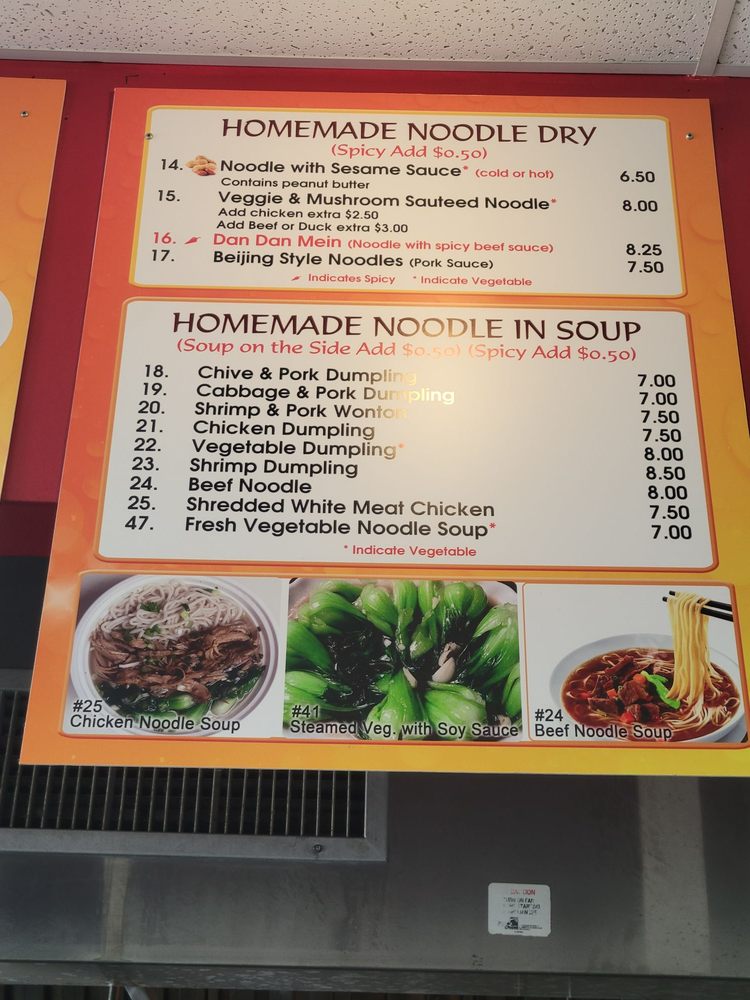 HOMEMADE NOODLE DRY
(Spicy Add $0.50)
14. Noodle with Sesame Sauce* (cold or hot) 6.50
Contains peanut butter
15. Veggie & Mushroom Sauteed Noodle* 8.00
Add chicken extra $2.50
Add Beef or Duck extra $3.00
16. Dan Dan Mein (Noodle with spicy beef sauce) 8.25
17. Beijing Style Noodles (Pork Sauce) 7.50
Indicates Spicy * Indicate Vegetable
HOMEMADE NOODLE IN SOUP
(Soup on the Side Add $0.50) (Spicy Add $0.50)
18. Chive & Pork Dumpling 7.00
19. Cabbage & Pork Dumpling 7.00
20. Shrimp & Pork Wonton 7.50
21. Chicken Dumpling 7.50
22. Vegetable Dumpling* 8.00
23. Shrimp Dumpling 8.50
24. Beef Noodle 8.00
25. Shredded White Meat Chicken 7.50
47. Fresh Vegetable Noodle Soup* 7.00
* Indicate Vegetable
#25
Chicken Noodle Soup
#41
Steamed Veg. with Soy Sauce
#24
Beef Noodle Soup